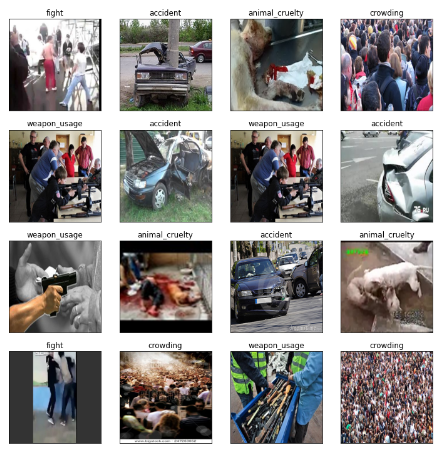 fight
accident
animal_cruelty
crowding
weapon_usage
accident
weapon_usage
accident
weapon_usage
animal_cruelty
accident
animal_cruelty
fight
crowding
weapon_usage
crowding